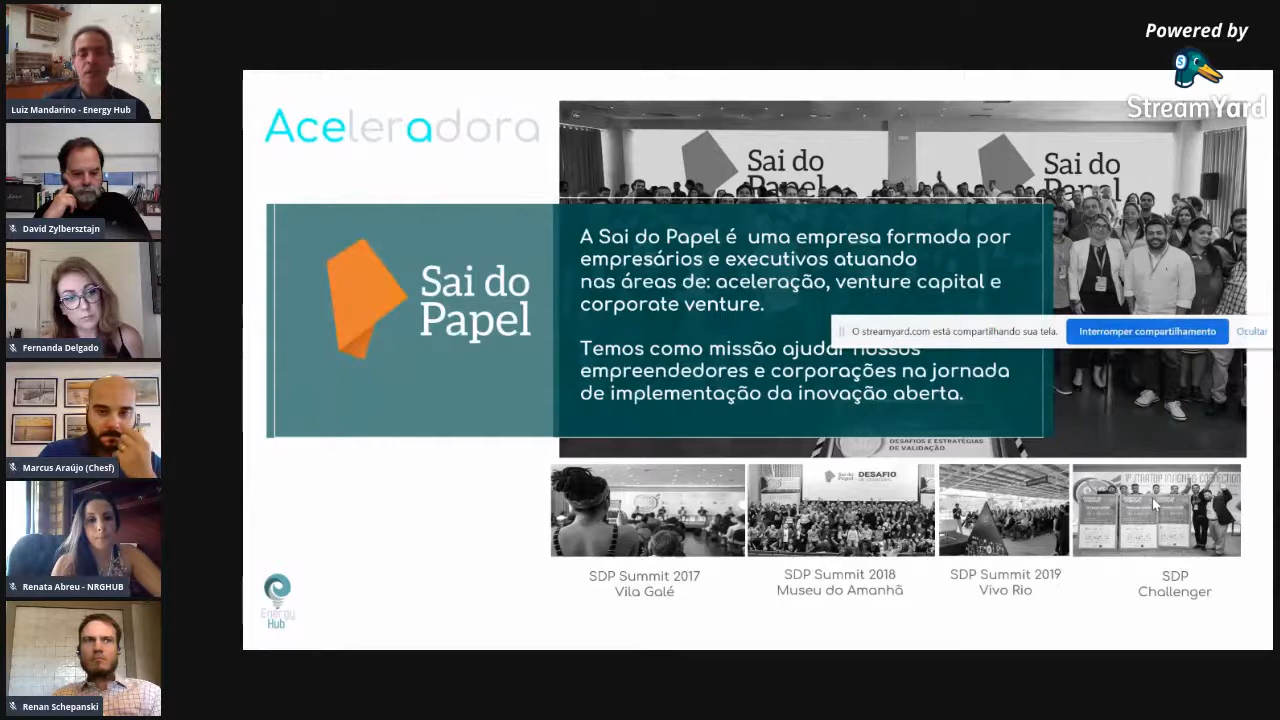 Powered by
StreamYard
Luiz Mandarino - Energy Hub
David Zylbersztajn
Fernanda Delgado
Marcus Araújo (Chesf)
Renata Abreu - NRGHUB
Renan Schepanski
Aceleradora
Sai do
Papel
Sai do
Papel
Sai do
Papel
A Sai do Papel é uma empresa formada por
empresários e executivos atuando
nas áreas de: aceleração, venture capital e
corporate venture.
O streamyard.com está compartilhando sua tela.
Interromper compartilhamento
Ocultar
Temos como missão ajudar nossos
empreendedores e corporações na jornada
de implementação da inovação aberta.
DESAFIOS E ESTRATÉGIAS
DE VALIDAÇÃO
Sai do
Papel
DESAFIO
SDP Summit 2017
Vila Galé
SDP Summit 2018
Museu do Amanhã
SDP Summit 2019
Vivo Rio
SDP
Challenger
Energy
Hub